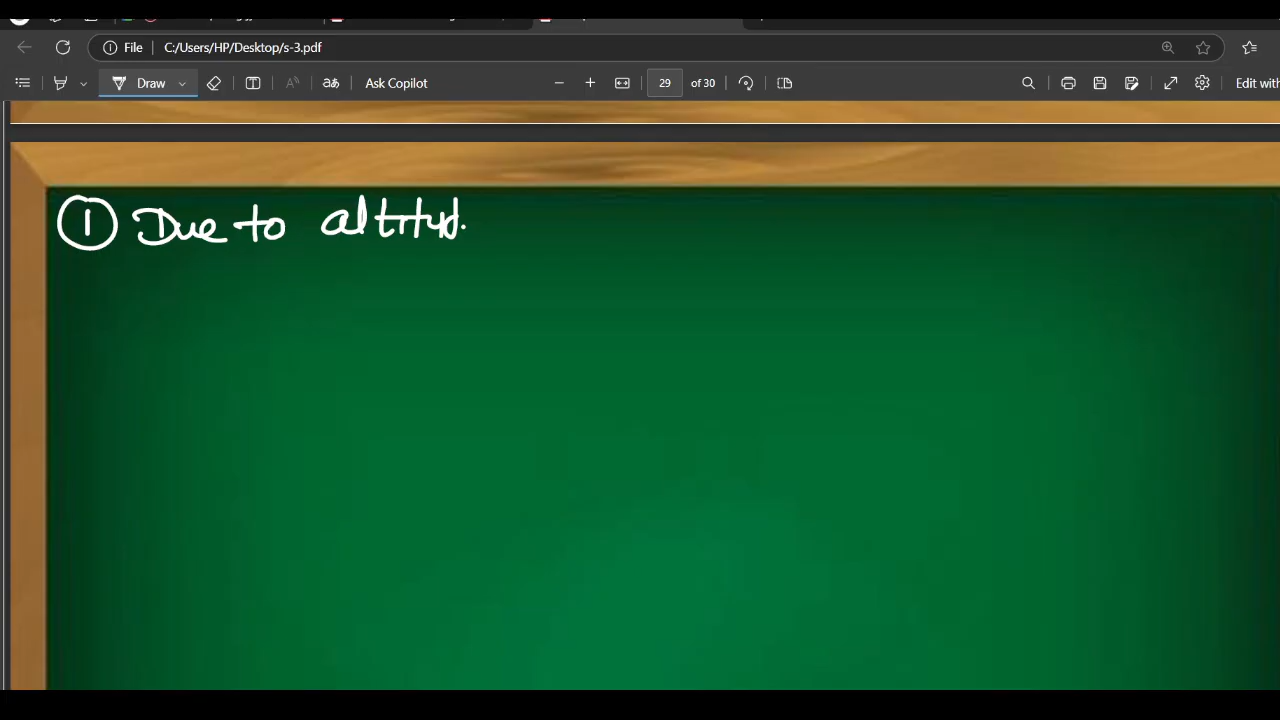 File C:/Users/HP/Desktop/s-3.pdf
Draw Ask Copilot 29 of 30 Edit with
① Due to altitud